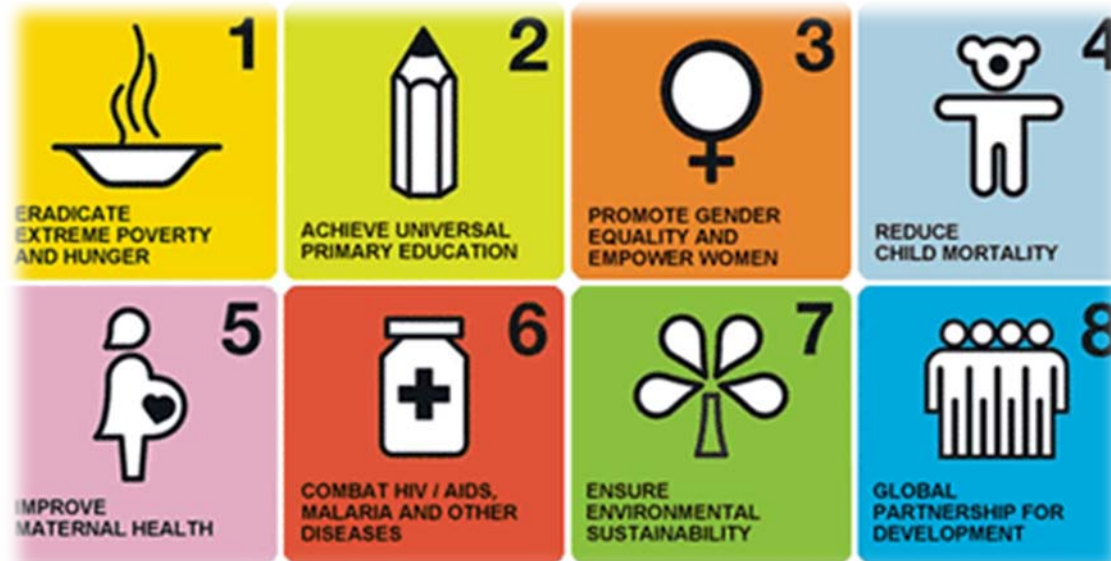 1
ERADICATE
EXTREME POVERTY
AND HUNGER
2
ACHIEVE UNIVERSAL
PRIMARY EDUCATION
3
PROMOTE GENDER
EQUALITY AND
EMPOWER WOMEN
4
REDUCE
CHILD MORTALITY
5
IMPROVE
MATERNAL HEALTH
6
COMBAT HIV / AIDS,
MALARIA AND OTHER
DISEASES
7
ENSURE
ENVIRONMENTAL
SUSTAINABILITY
8
GLOBAL
PARTNERSHIP FOR
DEVELOPMENT